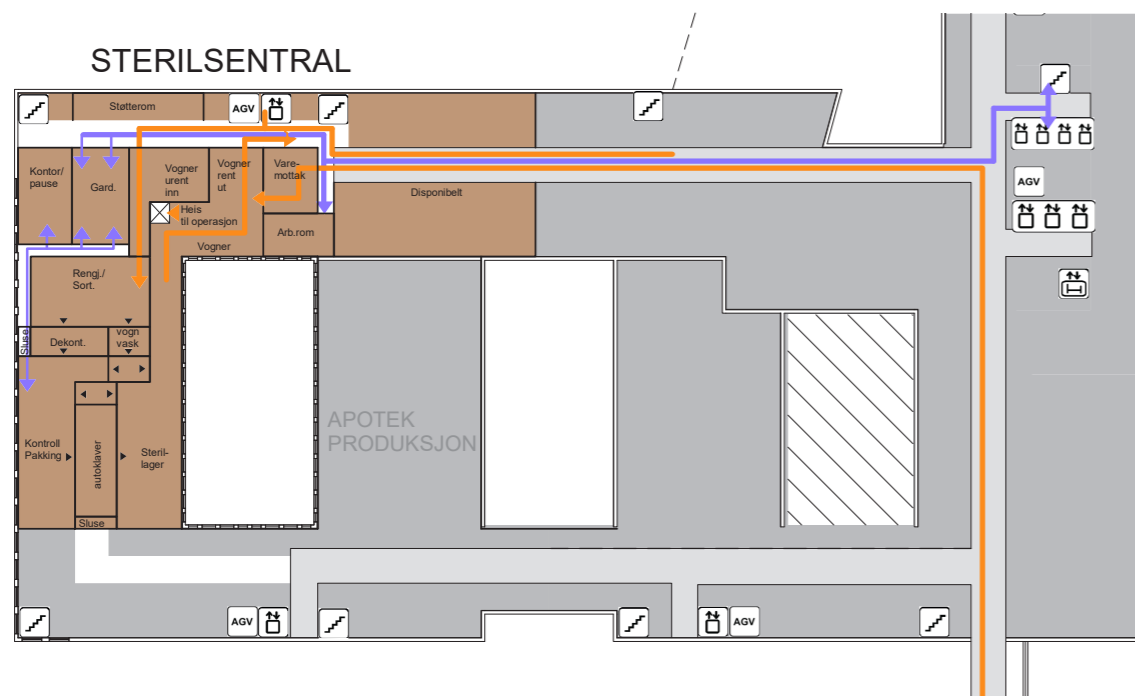 STERILSENTRAL
Støtterom
AGV
Kontor/
pause
Gard.
Vogner
urent
inn
Vogner
rent
ut
Vare-
mottak
Heis
til operasjon
Disponibelt
AGV
Arb.rom
Vogner
Rengj./
Sort.
Sluse
Dekont.
vogn
vask
APOTEK
PRODUKSJON
Kontroll
Pakking
autoklaver
Steril-
lager
Sluse
AGV
AGV